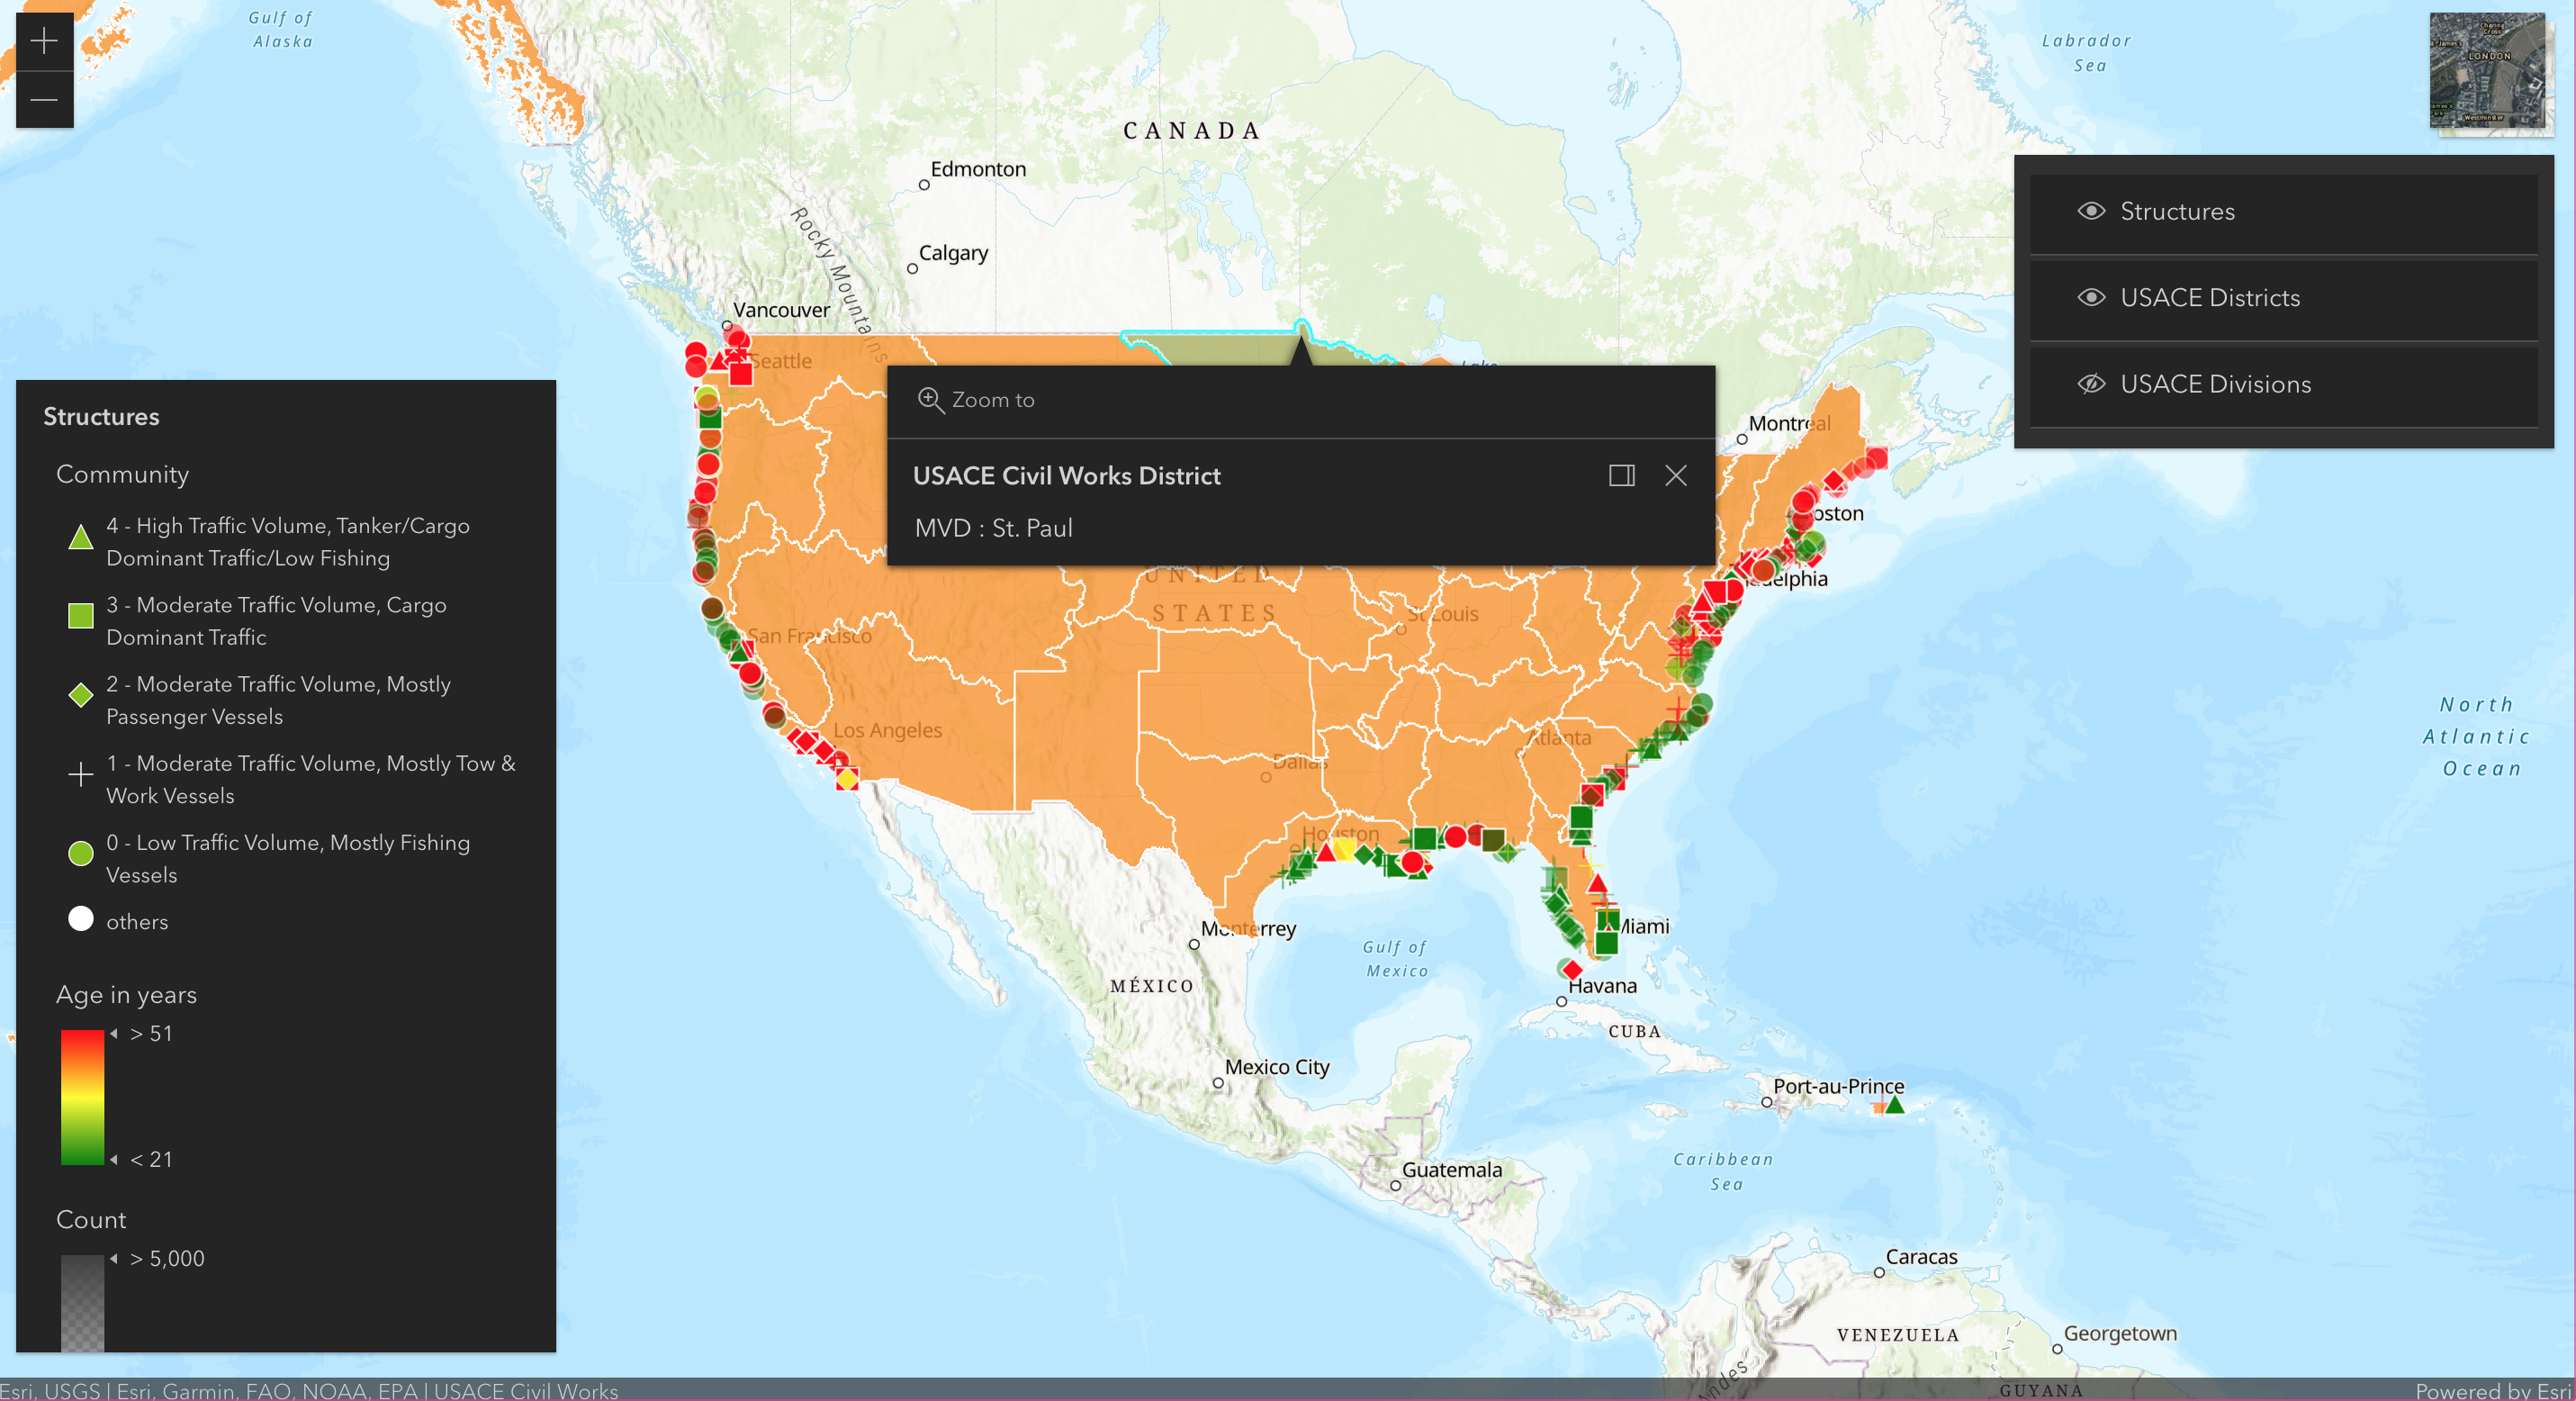 Gulf of
Alaska
Labrador
Sea
CANADA
Edmonton
Rocky Mountains
Calgary
Vancouver
Seattle
Lake
Montreal
Boston
Philadelphia
UNITED
STATES
St Louis
San Francisco
Los Angeles
Atlanta
Dallas
Houston
Monterrey
Miami
Gulf of
Mexico
MÉXICO
Havana
CUBA
Mexico City
Port-au-Prince
Guatemala
Caribbean
Sea
Caracas
VENEZUELA
Georgetown
GUYANA
Andes
North
Atlantic
Ocean
LONDON
Westminster
Structures
USACE Districts
USACE Divisions
Zoom to
USACE Civil Works District
MVD : St. Paul
Structures
Community
4 - High Traffic Volume, Tanker/Cargo
Dominant Traffic/Low Fishing
3 - Moderate Traffic Volume, Cargo
Dominant Traffic
2 - Moderate Traffic Volume, Mostly
Passenger Vessels
1 - Moderate Traffic Volume, Mostly Tow &
Work Vessels
0 - Low Traffic Volume, Mostly Fishing
Vessels
others
Age in years
> 51
< 21
Count
> 5,000
Esri, USGS | Esri, Garmin, FAO, NOAA, EPA | USACE Civil Works
Powered by Esri